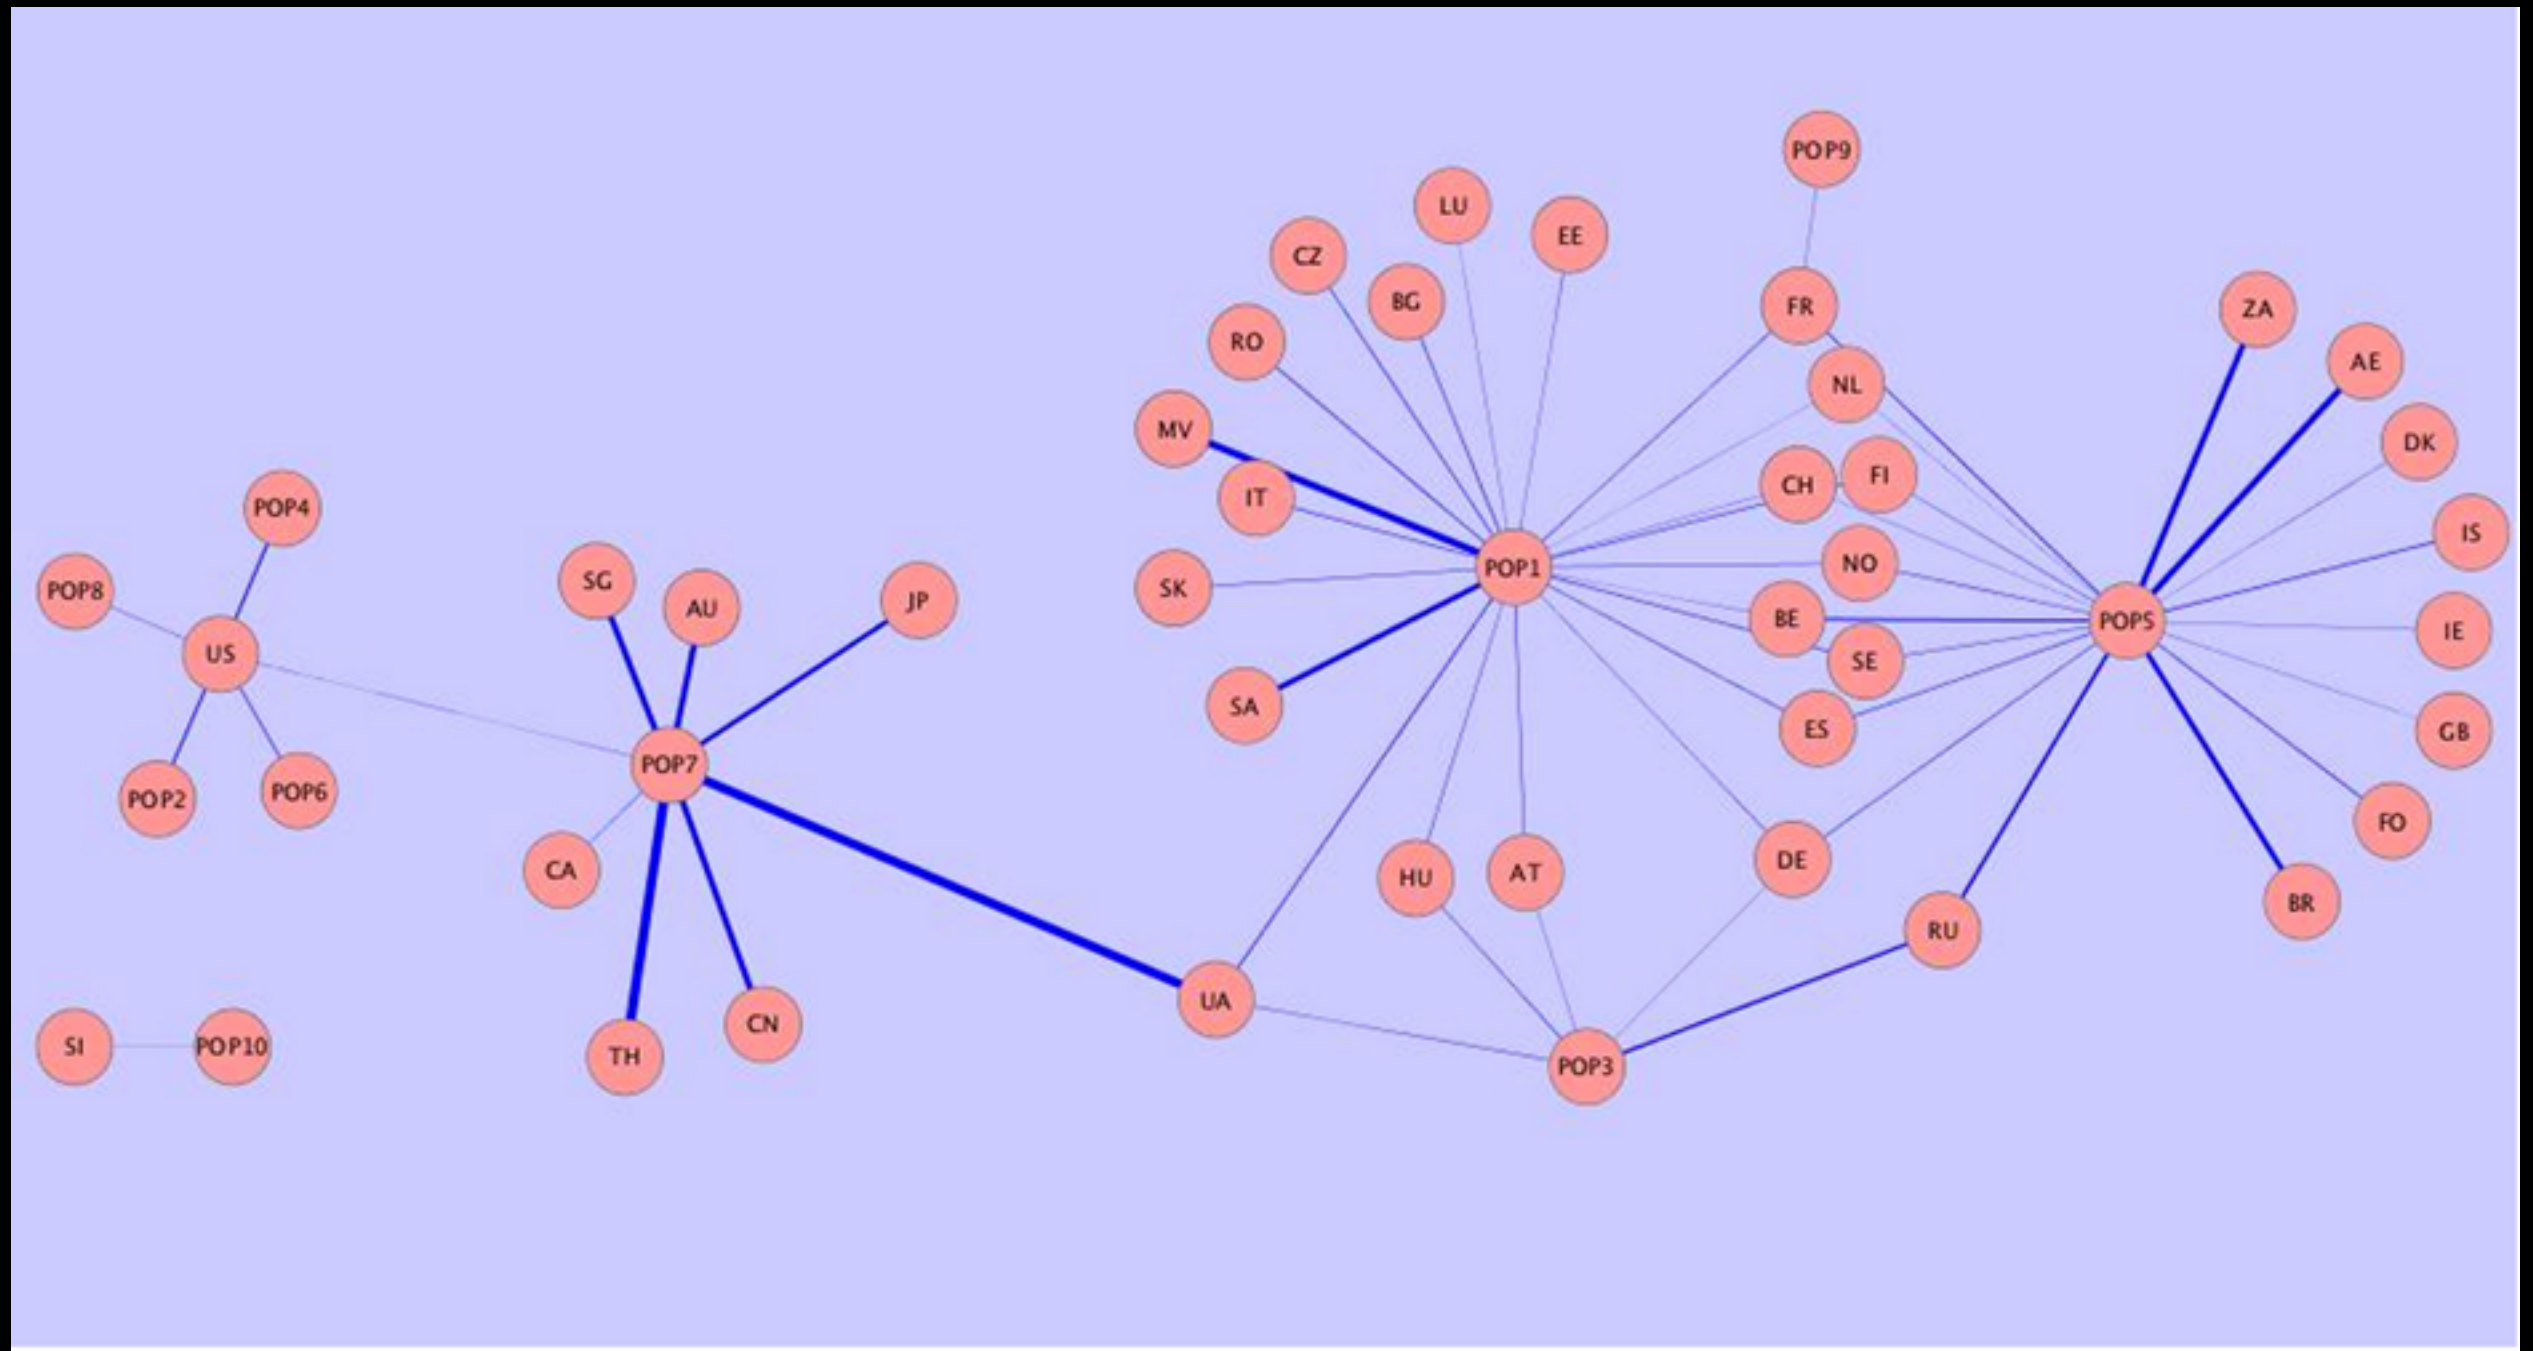 POP9
LU
EE
CZ
BG
FR
ZA
RO
AE
NL
MV
DK
CH
FI
IT
POP4
IS
SG
POP1
NO
SK
POP8
AU
JP
BE
POP5
IE
US
SE
SA
ES
GB
POP7
POP2
POP6
FO
CA
HU
AT
DE
BR
RU
UA
CN
SI
POP10
TH
POP3